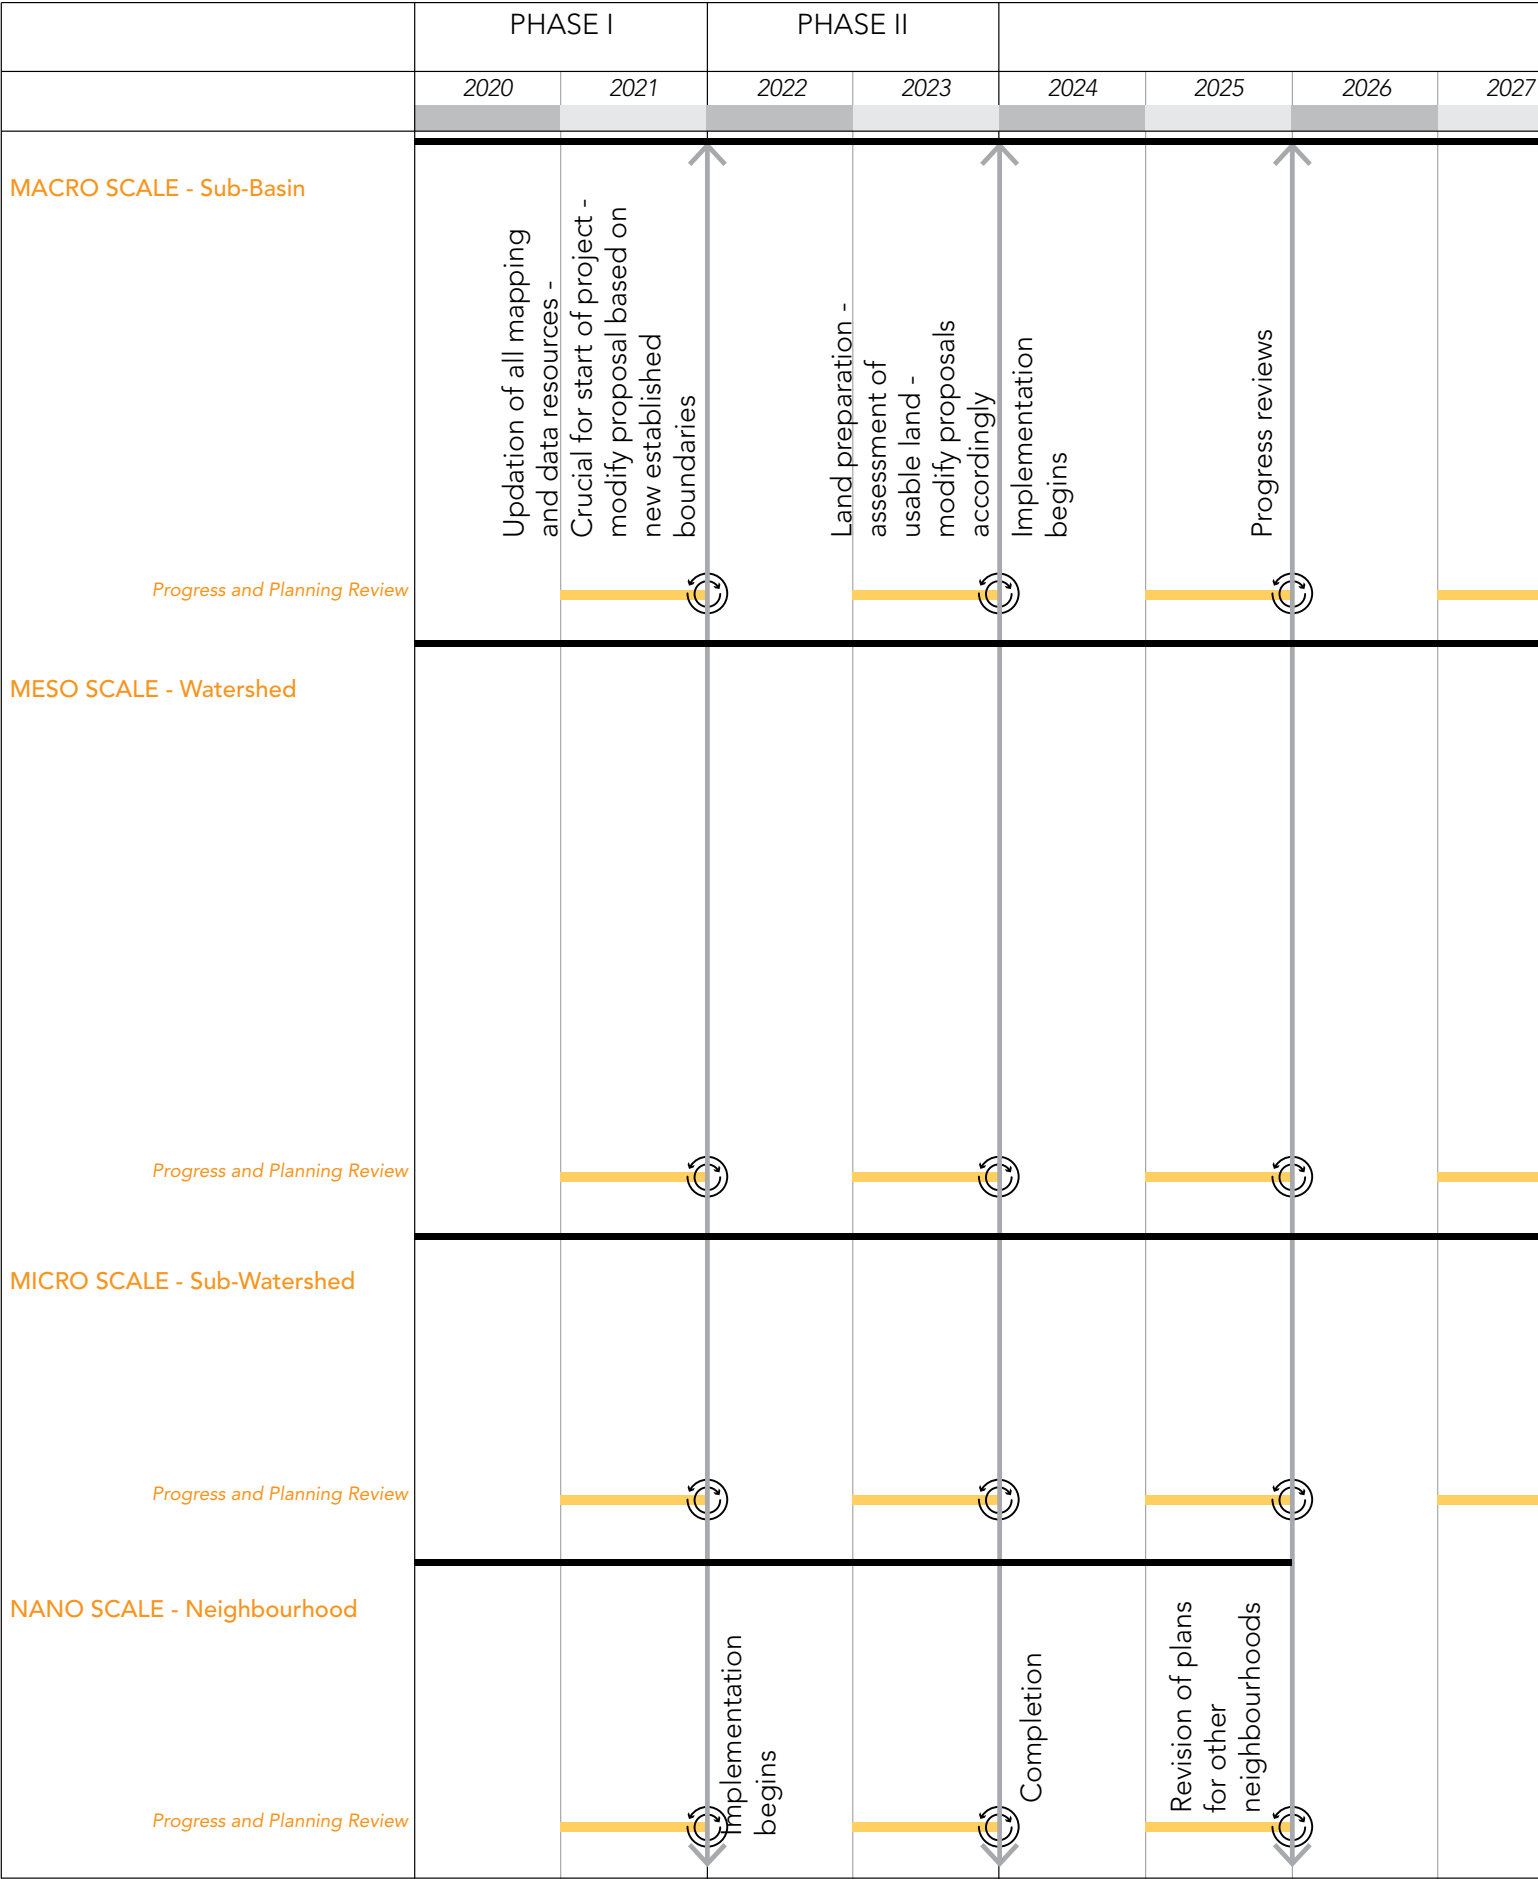 PHASE I
PHASE II
2020
2021
2022
2023
2024
2025
2026
2027
MACRO SCALE - Sub-Basin
Updation of all mapping
and data resources -
Crucial for start of project -
modify proposal based on
new established
boundaries
Land preparation -
assessment of
usable land -
modify proposals
accordingly
Implementation
begins
Progress reviews
Progress and Planning Review
MESO SCALE - Watershed
Progress and Planning Review
MICRO SCALE - Sub-Watershed
Progress and Planning Review
NANO SCALE - Neighbourhood
Implementation
begins
Completion
Revision of plans
for other
neighbourhoods
Progress and Planning Review